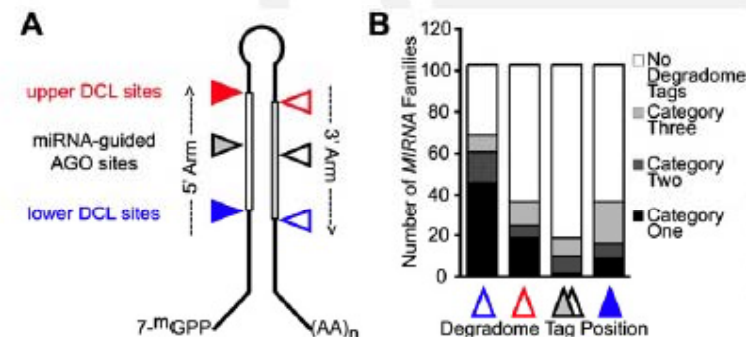 A
upper DCL sites
miRNA-guided
AGO sites
lower DCL sites
5' Arm
3' Arm
7-mGPP
(AA)n
B
Number of MIRNA Families
120
100
80
60
40
20
0
No
Degradome
Tags
Category
Three
Category
Two
Category
One
Degradome Tag Position